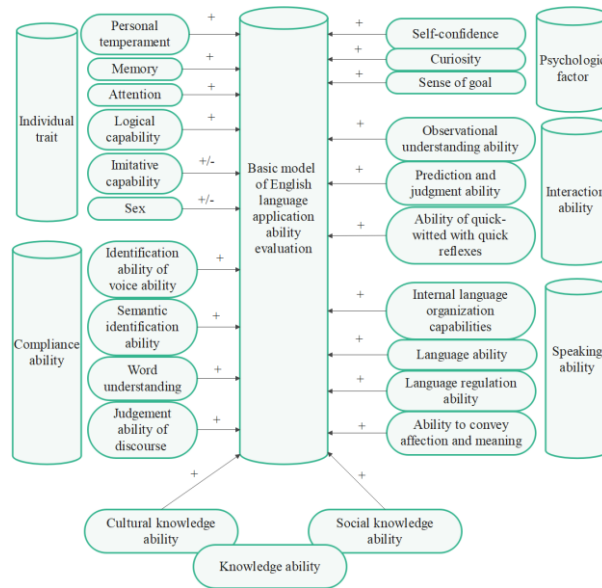 Individual trait
Personal
temperament
+
Memory
+
Attention
+
Logical
capability
+
Imitative
capability
+/-
Sex
+/-
Compliance
ability
Identification
ability of
voice ability
+
Semantic
identification
ability
+
Word
understanding
+
Judgement
ability of
discourse
+
Basic model
of English
language
application
ability
evaluation
+
Self-confidence
+
Curiosity
+
Sense of goal
Psychologic
factor
+
Observational
understanding ability
+
Prediction and
judgment ability
+
Ability of quick-
witted with quick
reflexes
Interaction
ability
+
Internal language
organization
capabilities
+
Language ability
+
Language regulation
ability
+
Ability to convey
affection and meaning
Speaking
ability
+
Cultural knowledge
ability
+
Social knowledge
ability
Knowledge ability